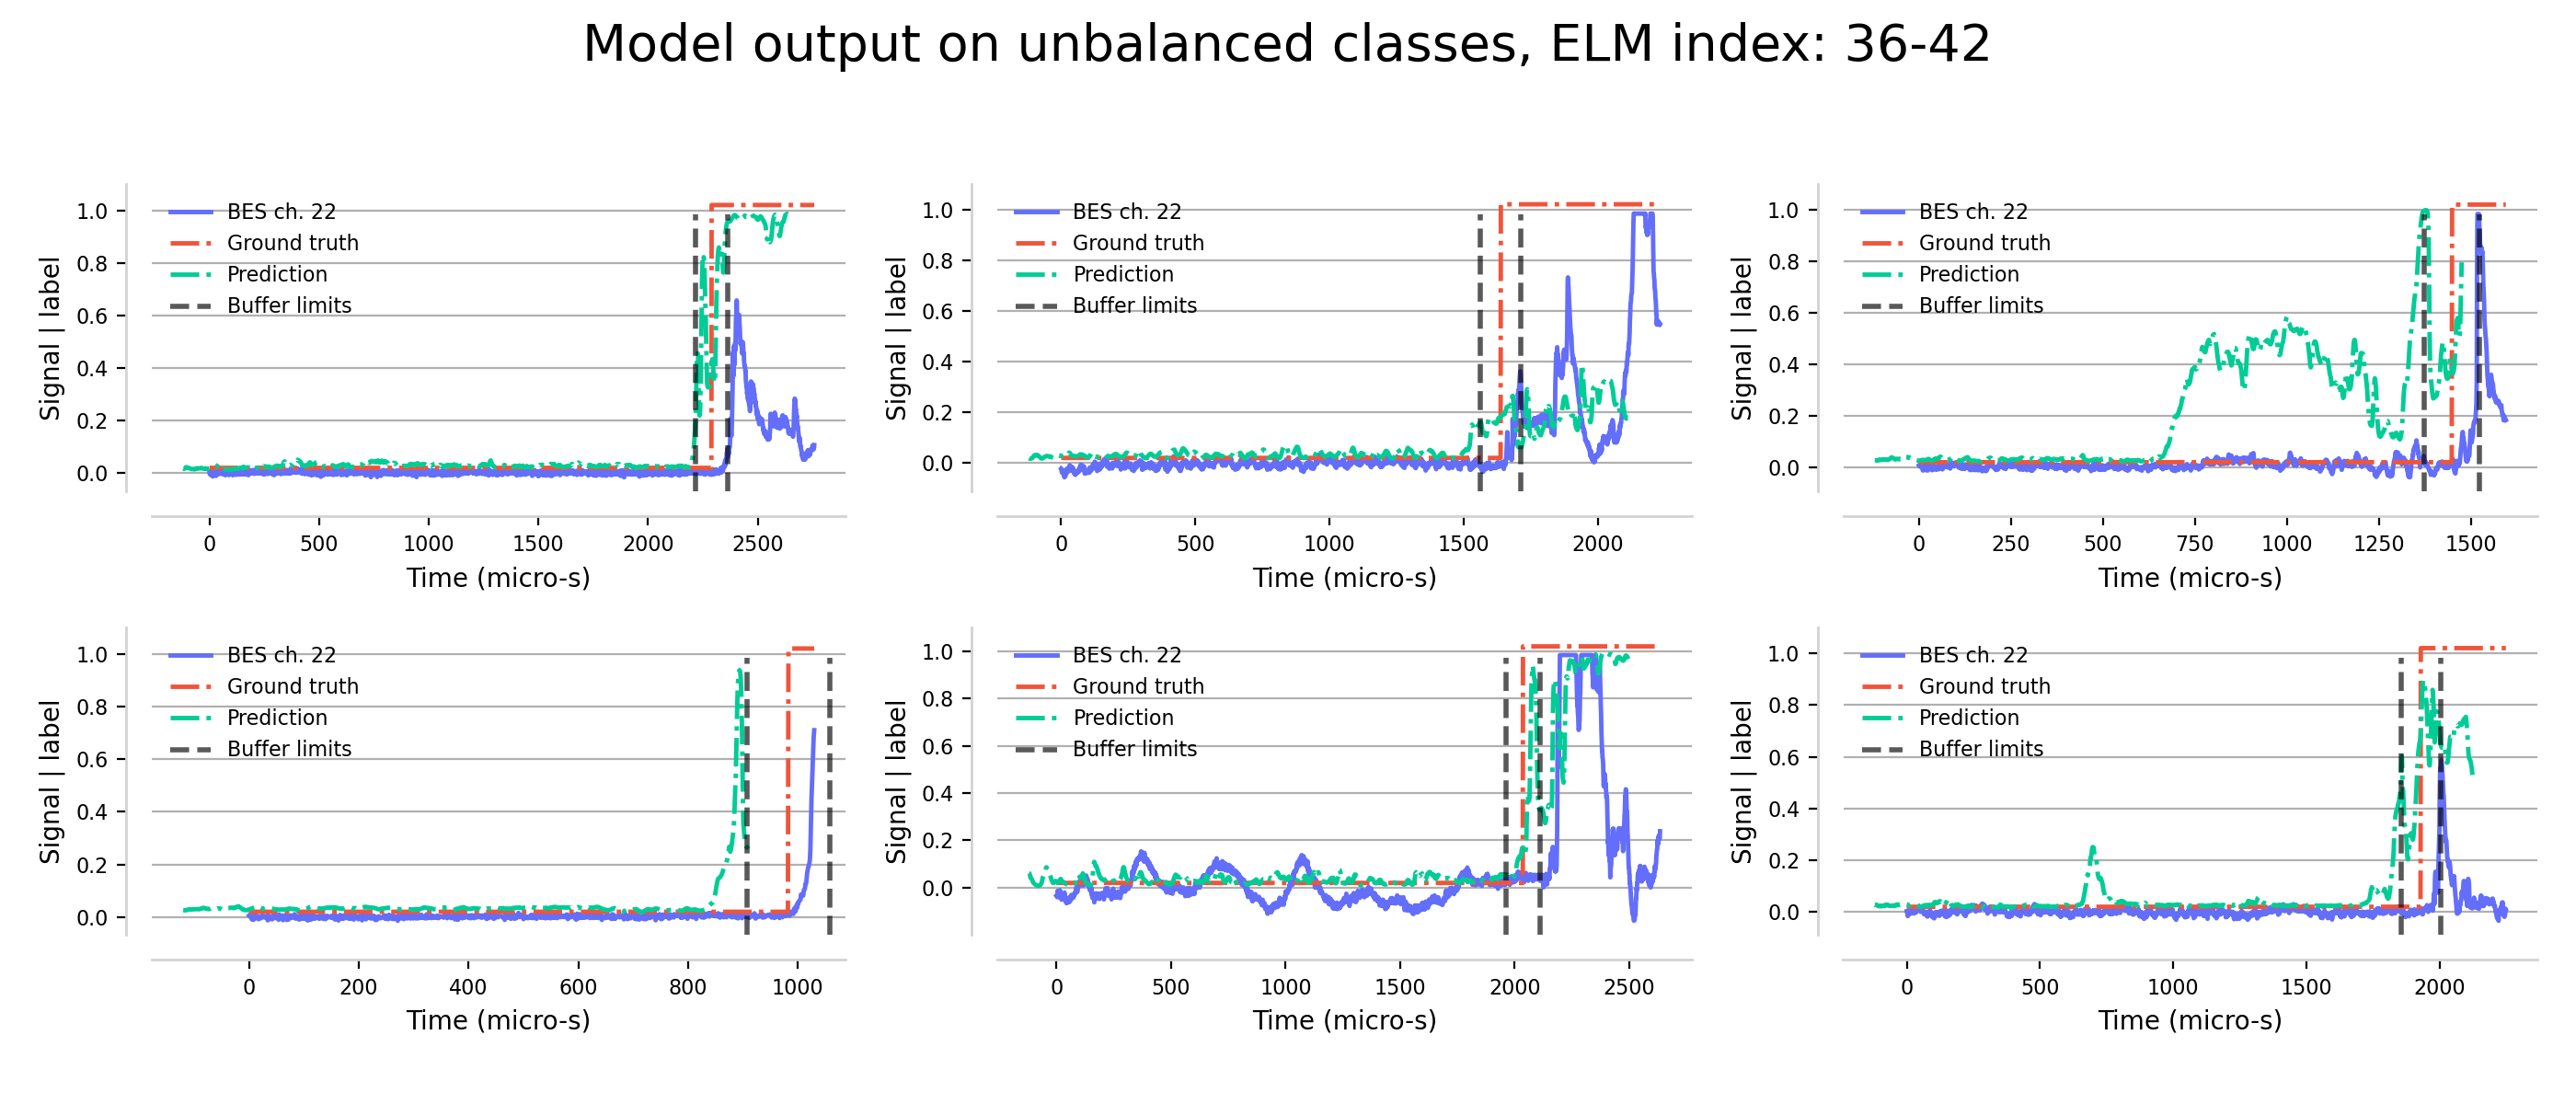 Model output on unbalanced classes, ELM index: 36-42
Signal | label
1.0
0.8
0.6
0.4
0.2
0.0
BES ch. 22
Ground truth
Prediction
Buffer limits
0 500 1000 1500 2000 2500
Time (micro-s)
Signal | label
1.0
0.8
0.6
0.4
0.2
0.0
BES ch. 22
Ground truth
Prediction
Buffer limits
0 500 1000 1500 2000
Time (micro-s)
Signal | label
1.0
0.8
0.6
0.4
0.2
0.0
BES ch. 22
Ground truth
Prediction
Buffer limits
0 250 500 750 1000 1250 1500
Time (micro-s)
Signal | label
1.0
0.8
0.6
0.4
0.2
0.0
BES ch. 22
Ground truth
Prediction
Buffer limits
0 200 400 600 800 1000
Time (micro-s)
Signal | label
1.0
0.8
0.6
0.4
0.2
0.0
BES ch. 22
Ground truth
Prediction
Buffer limits
0 500 1000 1500 2000 2500
Time (micro-s)
Signal | label
1.0
0.8
0.6
0.4
0.2
0.0
BES ch. 22
Ground truth
Prediction
Buffer limits
0 500 1000 1500 2000
Time (micro-s)